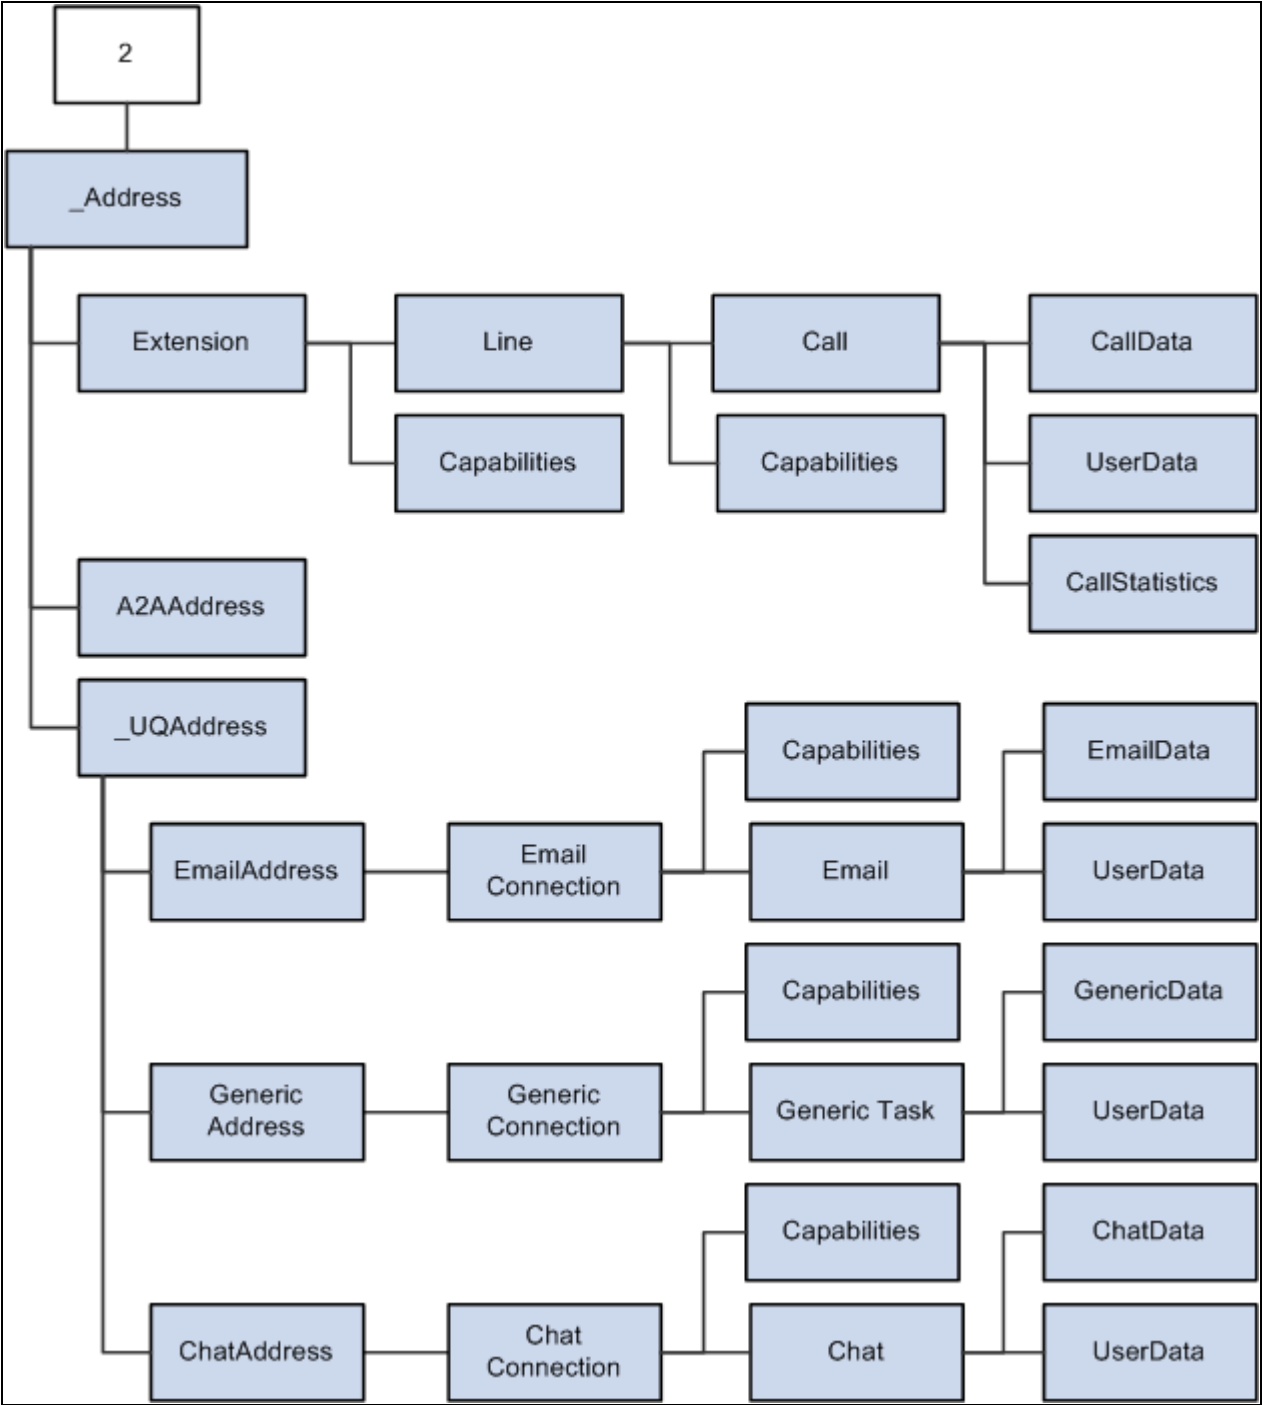 2
_Address
Extension
Line
Call
CallData
Capabilities
Capabilities
UserData
CallStatistics
A2AAddress
_UQAddress
Capabilities
EmailData
EmailAddress
Email
Connection
Email
UserData
Capabilities
GenericData
Generic
Address
Generic
Connection
Generic Task
UserData
Capabilities
ChatData
ChatAddress
Chat
Connection
Chat
UserData